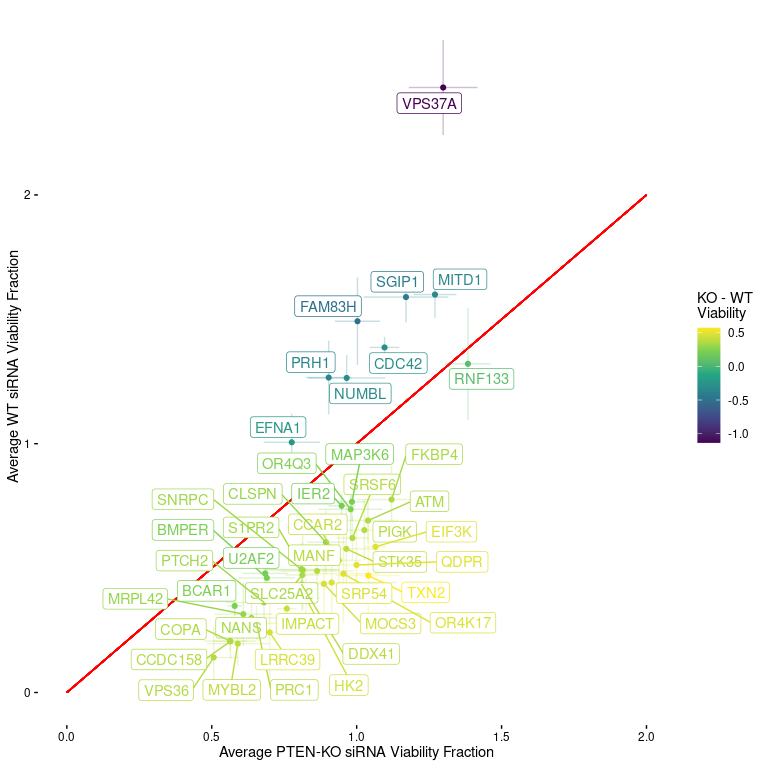 VPS37A
2
SGIP1
MITD1
FAM83H
KO - WT
Viability
0.5
0.0
-0.5
-1.0
PRH1
CDC42
NUMBL
RNF133
EFNA1
1
Average WT siRNA Viability Fraction
OR4Q3
MAP3K6
FKBP4
SNRPC
CLSPN
IER2
SRSF6
ATM
BMPER
S1PR2
CCAR2
PIGK
EIF3K
PTCH2
U2AF2
MANF
STK35
QDPR
MRPL42
BCAR1
SLC25A2
SRP54
TXN2
COPA
NANS
IMPACT
MOCS3
OR4K17
CCDC158
LRRC39
DDX41
VPS36
MYBL2
PRC1
HK2
0
0.0
0.5
1.0
1.5
2.0
Average PTEN-KO siRNA Viability Fraction